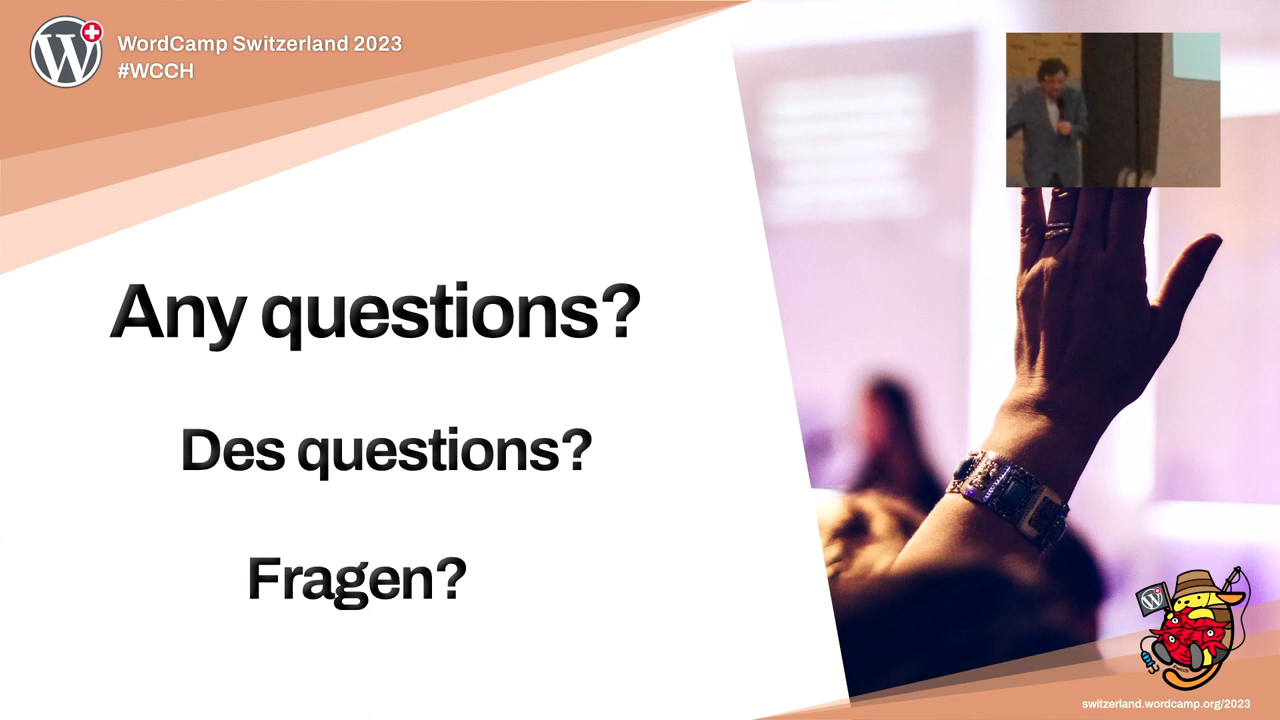 WordCamp Switzerland 2023
#WCCH
Any questions?
Des questions?
Fragen?
switzerland.wordcamp.org/2023